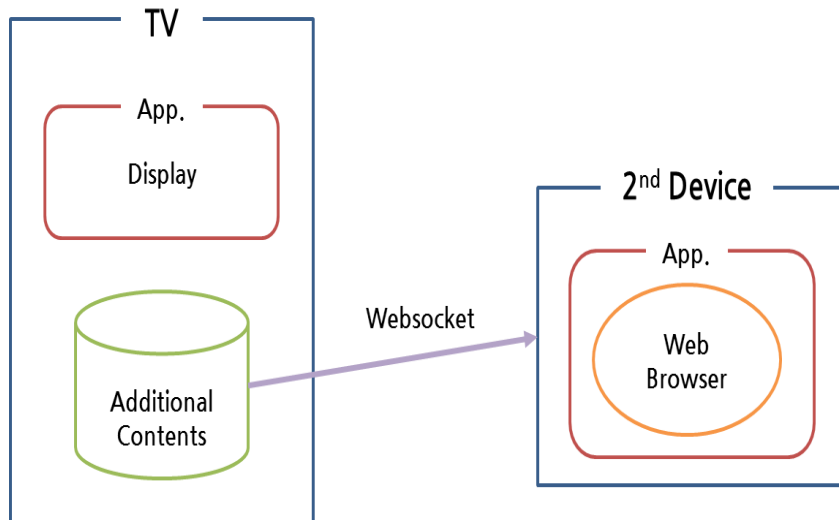 TV
App.
Display
Additional
Contents
Websocket
2nd Device
App.
Web
Browser